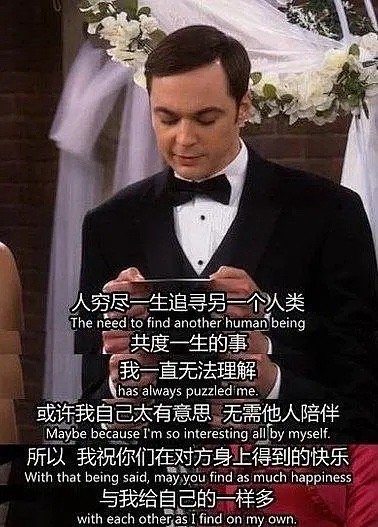 人穷尽一生追寻另一个人类
The need to find another human being
共度一生的事
我一直无法理解
has always puzzled me.
或许我自己太有意思 无需他人陪伴
Maybe because I'm so interesting all by myself.
所以 我祝你们在对方身上得到的快乐
With that being said, may you find as much happiness
与我给自己的一样多
with each other as I find on my own.